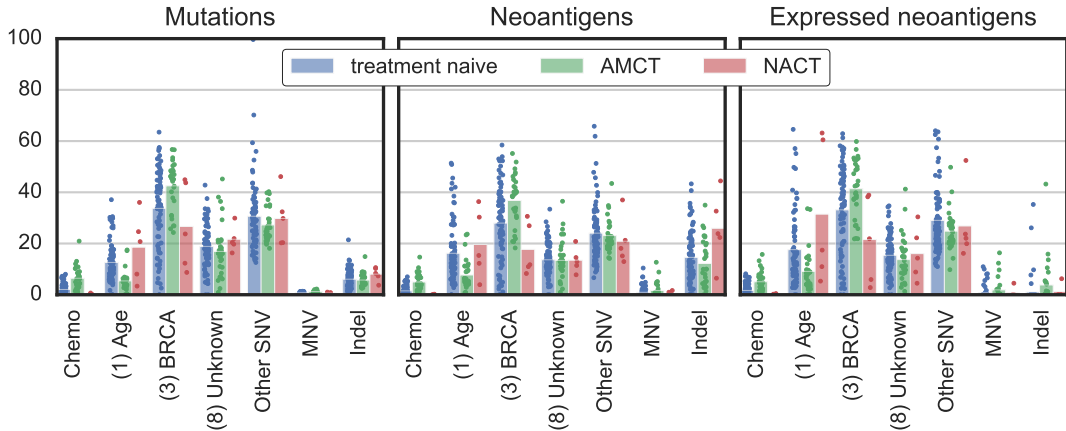 Mutations
Neoantigens
Expressed neoantigens
treatment naive
AMCT
NACT
100
80
60
40
20
0
Chemo
(1) Age
(3) BRCA
(8) Unknown
Other SNV
MNV
Indel
Chemo
(1) Age
(3) BRCA
(8) Unknown
Other SNV
MNV
Indel
Chemo
(1) Age
(3) BRCA
(8) Unknown
Other SNV
MNV
Indel